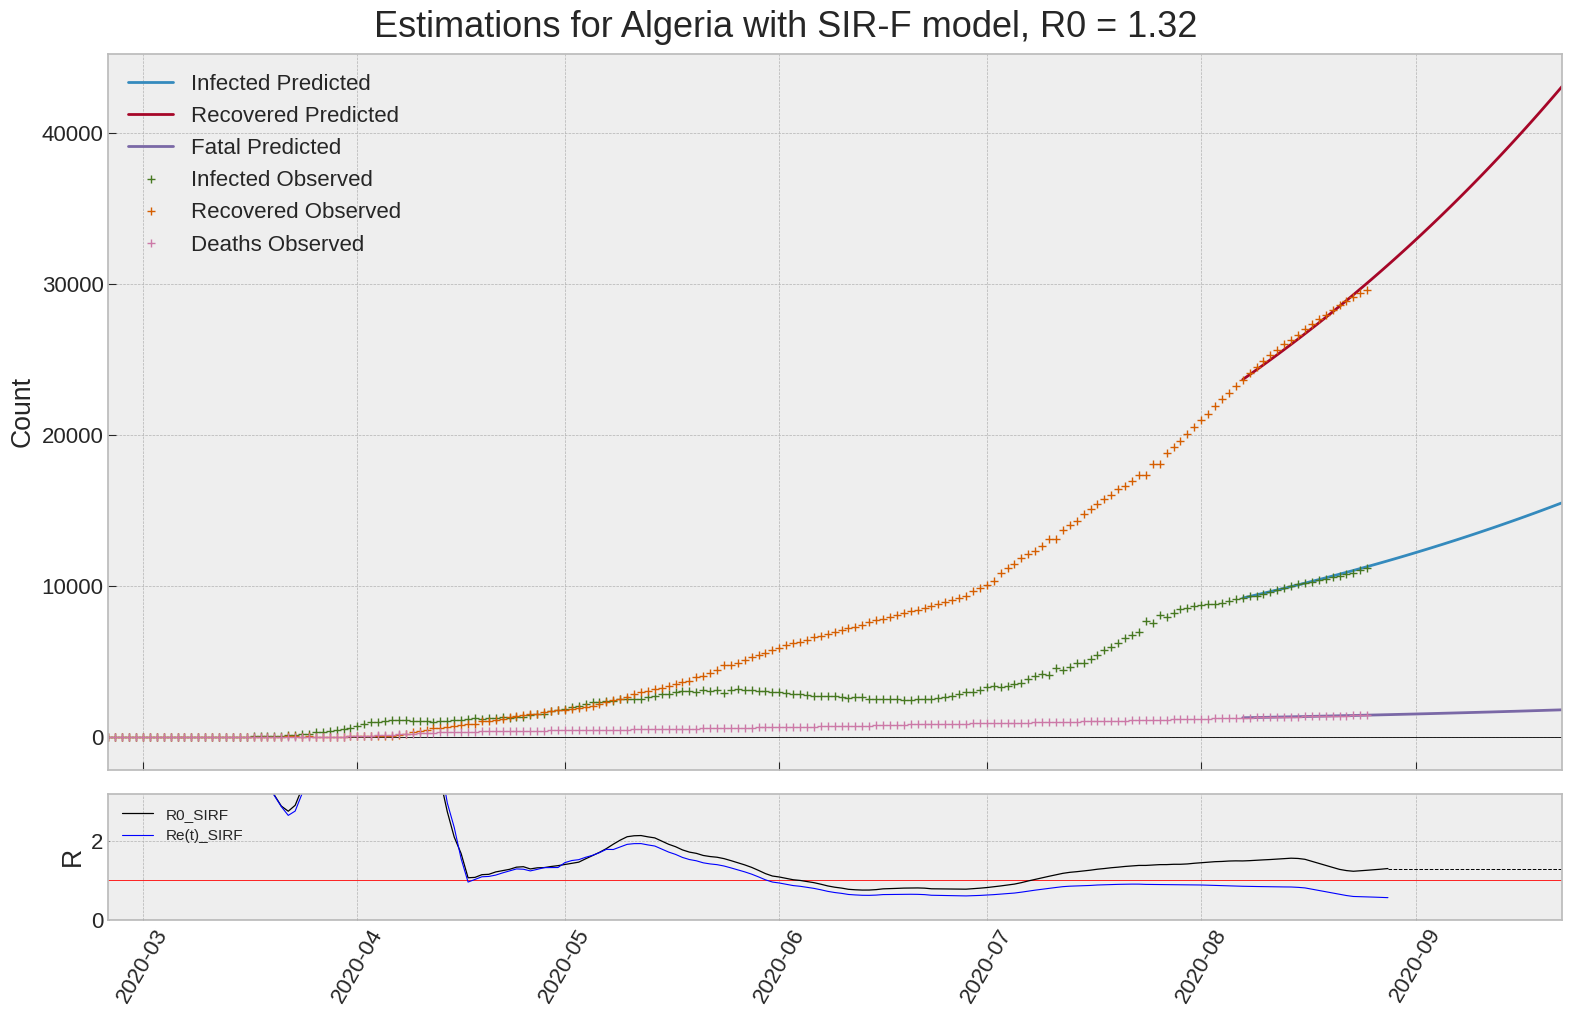 Estimations for Algeria with SIR-F model, R0 = 1.32
Infected Predicted
Recovered Predicted
Fatal Predicted
Infected Observed
Recovered Observed
Deaths Observed
Count
40000
30000
20000
10000
0
R0_SIRF
Re(t)_SIRF
R
2
0
2020-03
2020-04
2020-05
2020-06
2020-07
2020-08
2020-09